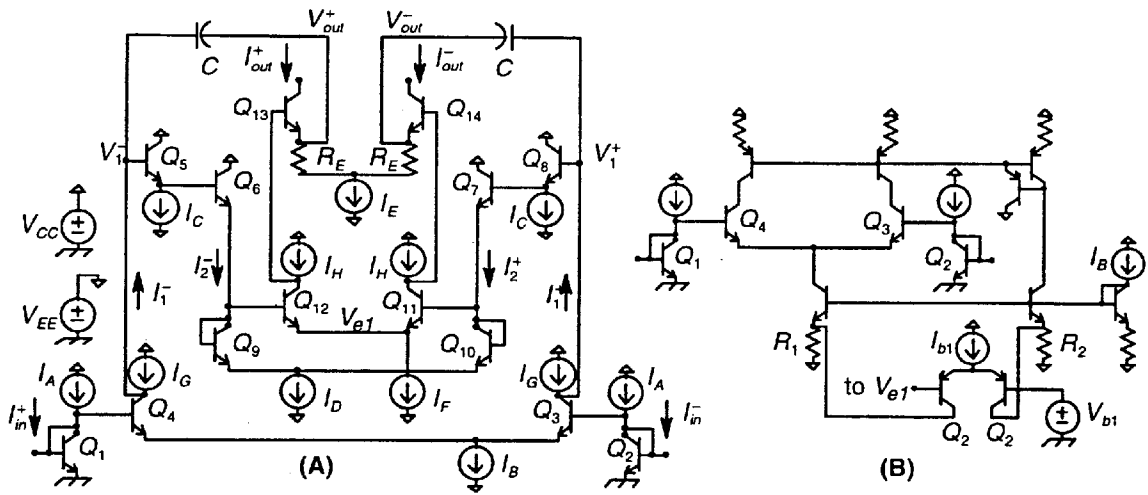 V+out V−out
C I+out I−out C
Q13 Q14
V−1 Q5 Q6 RE RE Q7 Q8 V+1
IC IE IC
VCC
I−2 IH IH I+2
I−1 Q12 Q11 I−1
VEE Ve1
Q9 Q10
IA IG ID IF IG IA
I+in Q4 Q3 I−in
Q1 (A) IB Q2
Q4 Q3
Q1 Q2 IB
R1 Ib1 R2
to Ve1
Q2 Q2 Vb1
(B)